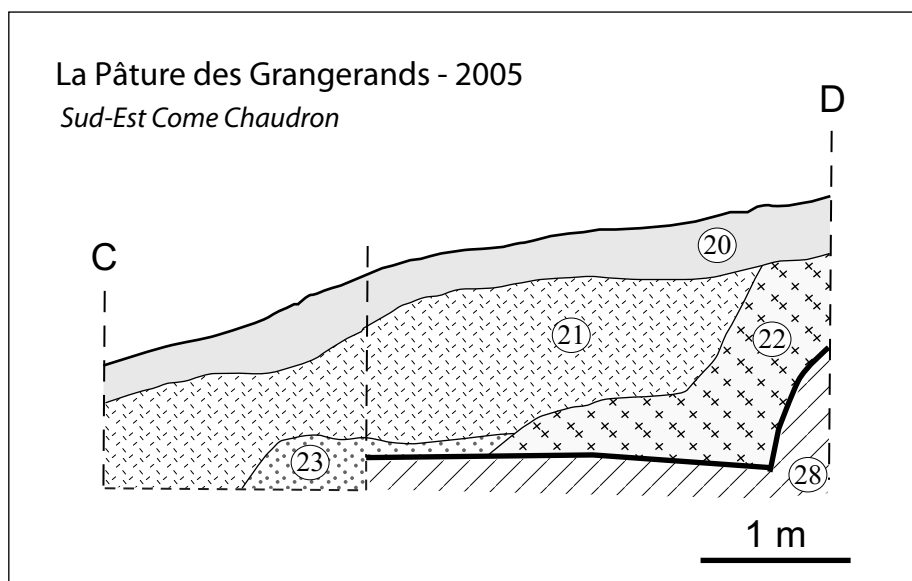 La Pâture des Grangerands - 2005
Sud-Est Come Chaudron
D
C
20
21
22
23
28
1 m